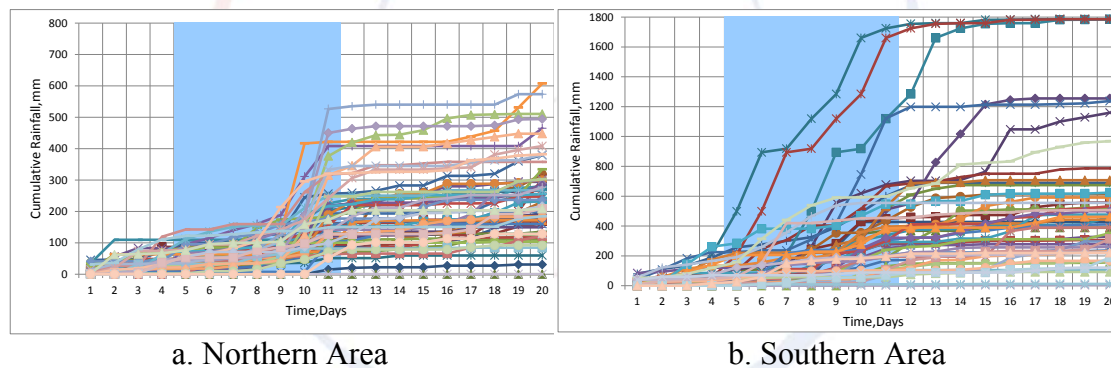 800
700
600
500
400
300
200
100
0
Cumulative Rainfall,mm
1 2 3 4 5 6 7 8 9 10 11 12 13 14 15 16 17 18 19 20
Time,Days
a. Northern Area
1800
1600
1400
1200
1000
800
600
400
200
0
Cumulative Rainfall,mm
1 2 3 4 5 6 7 8 9 10 11 12 13 14 15 16 17 18 19 20
Time,Days
b. Southern Area